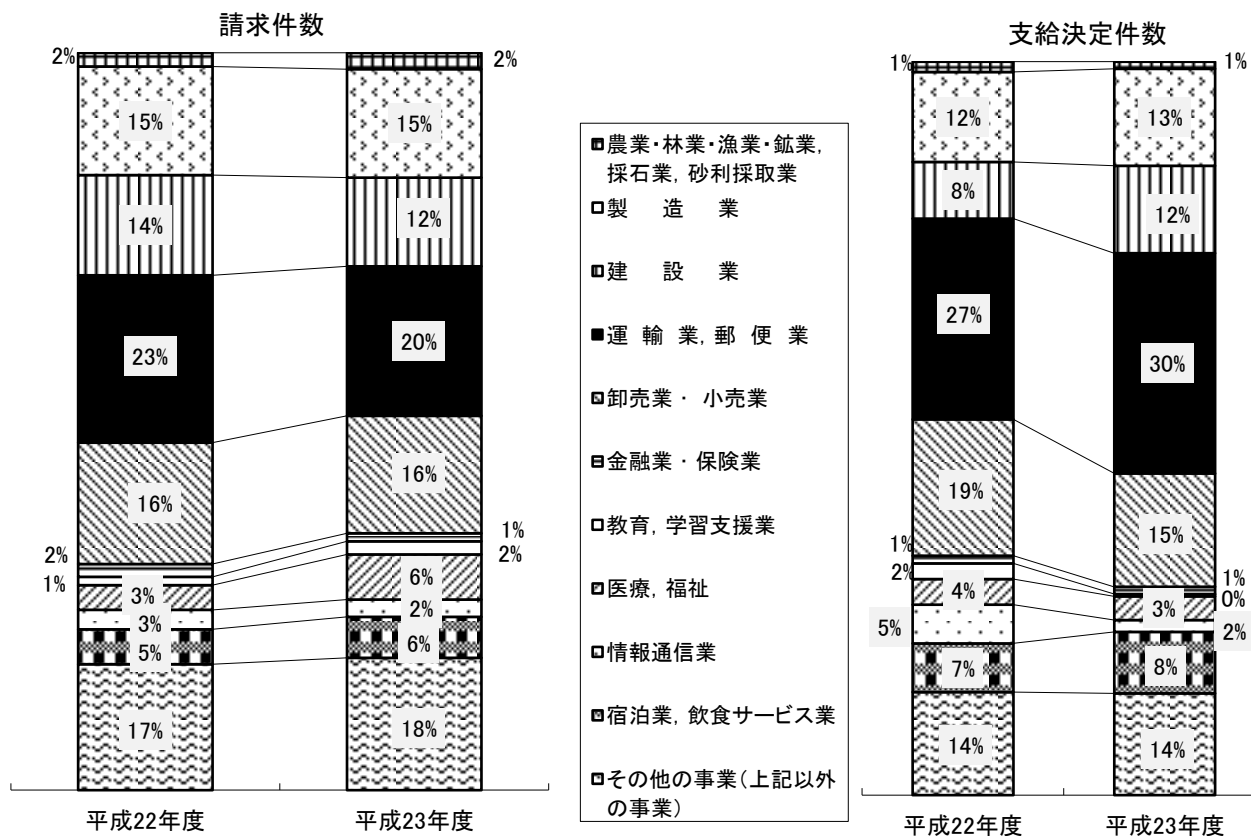 請求件数
2%
15%
14%
23%
16%
2%
1%
3%
3%
5%
17%
平成22年度
2%
15%
12%
20%
16%
1%
2%
6%
2%
6%
18%
平成23年度
農業・林業・漁業・鉱業,
採石業, 砂利採取業
製 造 業
建 設 業
運 輸 業, 郵 便 業
卸売業 ・ 小売業
金融業 ・ 保険業
教育, 学習支援業
医療, 福祉
情報通信業
宿泊業, 飲食サービス業
その他の事業(上記以外
の事業)
支給決定件数
1%
12%
8%
27%
19%
1%
2%
4%
5%
7%
14%
平成22年度
1%
13%
12%
30%
15%
1%
0%
3%
2%
8%
14%
平成23年度